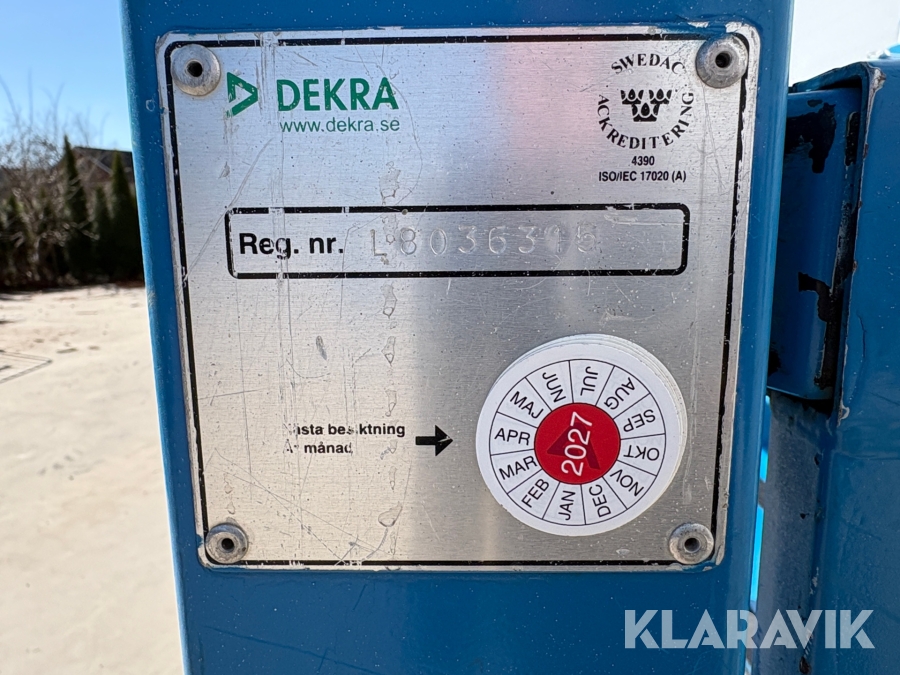 DEKRA
www.dekra.se
SWEDAC
ACKREDITERING
4390
ISO/IEC 17020 (A)
Reg. nr.
besiktning
månad
JAN FEB MAR APR MAJ JUN JUL AUG SEP OKT NOV DEC
2027
KLARAVIK